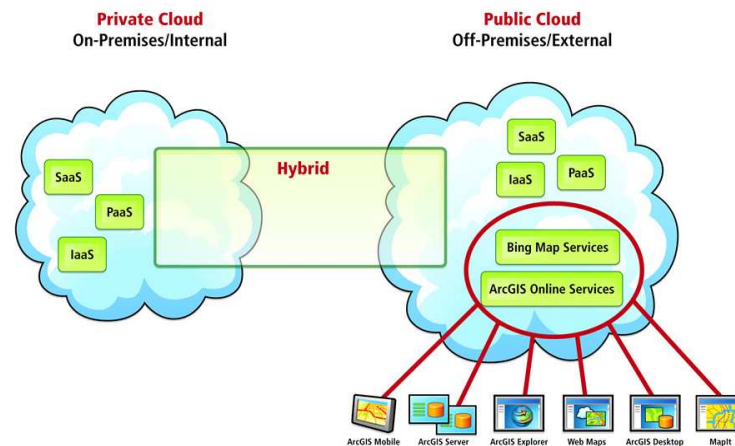 Private Cloud
On-Premises/Internal
Public Cloud
Off-Premises/External
Hybrid
SaaS
PaaS
IaaS
SaaS
IaaS
PaaS
Bing Map Services
ArcGIS Online Services
ArcGIS Mobile
ArcGIS Server
ArcGIS Explorer
Web Maps
ArcGIS Desktop
MapIt